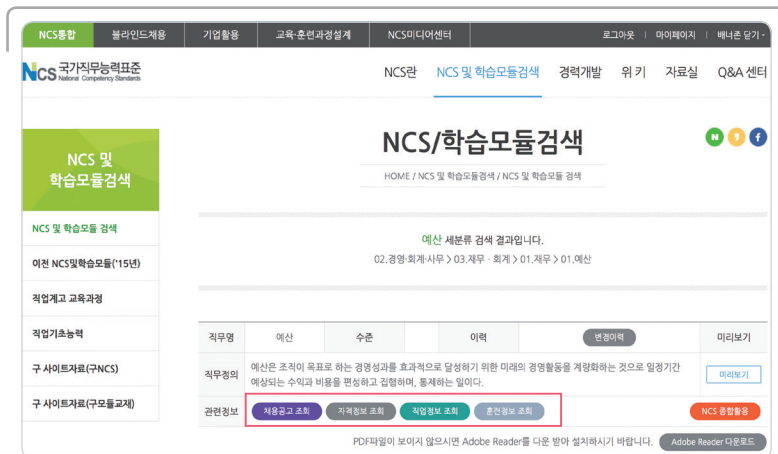 NCS통합 블라인드채용 기업활용 교육·훈련과정설계 NCS미디어센터 로그아웃 | 마이페이지 | 배너존 닫기 -
NCS 국가직무능력표준
National Competency Standards
NCS란 NCS 및 학습모듈검색 경력개발 위키 자료실 Q&A 센터
NCS 및
학습모듈검색
NCS/학습모듈검색
HOME / NCS 및 학습모듈검색 / NCS 및 학습모듈 검색
NCS 및 학습모듈 검색
이전 NCS및학습모듈('15년)
직업계고 교육과정
직업기초능력
구 사이트자료(구NCS)
구 사이트자료(구모듈교재)
예산 세분류 검색 결과입니다.
02.경영·회계·사무 > 03.재무 · 회계 > 01.재무 > 01.예산
직무명 예산 수준 이력 변경이력 미리보기
직무정의 예산은 조직이 목표로 하는 경영성과를 효과적으로 달성하기 위한 미래의 경영활동을 계량화하는 것으로 일정기간
예상되는 수익과 비용을 편성하고 집행하며, 통제하는 일이다.
미리보기
관련정보 채용공고 조회 자격정보 조회 직업정보 조회 훈련정보 조회 NCS 종합활용
PDF파일이 보이지 않으시면 Adobe Reader를 다운 받아 설치하시기 바랍니다. Adobe Reader 다운로드